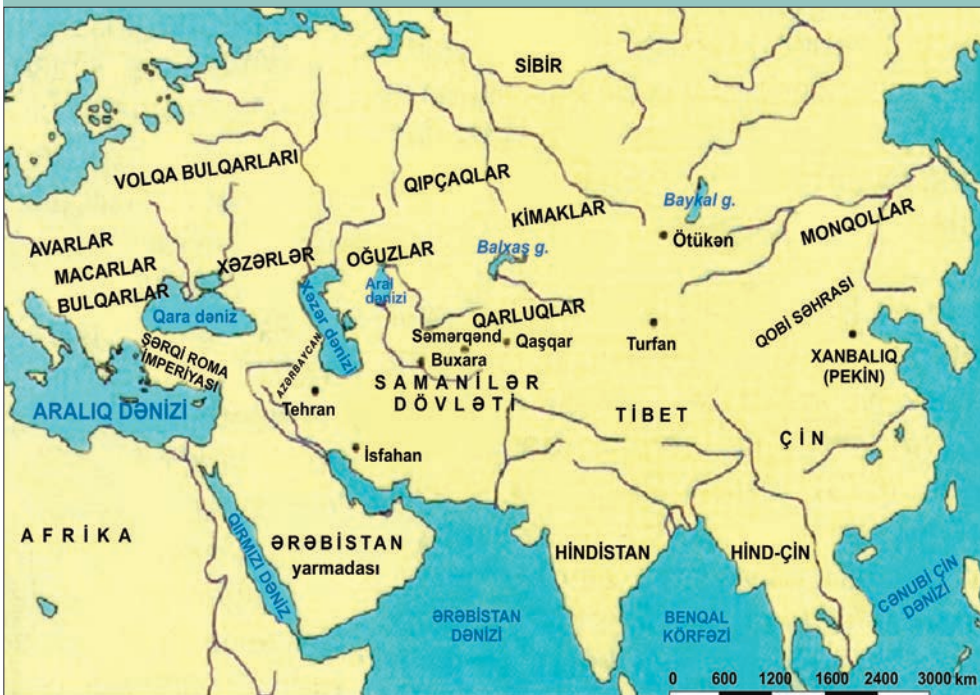 SİBİR
VOLQA BULQARLARI
QIPÇAQLAR
KİMAKLAR
Baykal g.
Ötükən
MONQOLLAR
AVARLAR
MACARLAR
BULQARLAR
XƏZƏRLƏR
OĞUZLAR
Balxaş g.
Qara dəniz
Xəzər dənizi
Aral
dənizi
QARLUQLAR
QOBİ SƏHRASI
Səmərqənd
Qaşqar
Buxara
Turfan
XANBALIQ
(PEKİN)
ŞƏRQİ ROMA
İMPERİYASI
AZƏRBAYCAN
SAMANİLƏR
DÖVLƏTİ
Tehran
ARALIQ DƏNİZİ
TİBET
ÇİN
İsfahan
AFRİKA
QIRMIZI DƏNİZ
ƏRƏBİSTAN
yarmadası
HİNDİSTAN
HİND-ÇİN
ƏRƏBİSTAN
DƏNİZİ
BENQAL
KÖRFƏZİ
CƏNUBİ ÇİN
DƏNİZİ
0 600 1200 1800 2400 3000 km